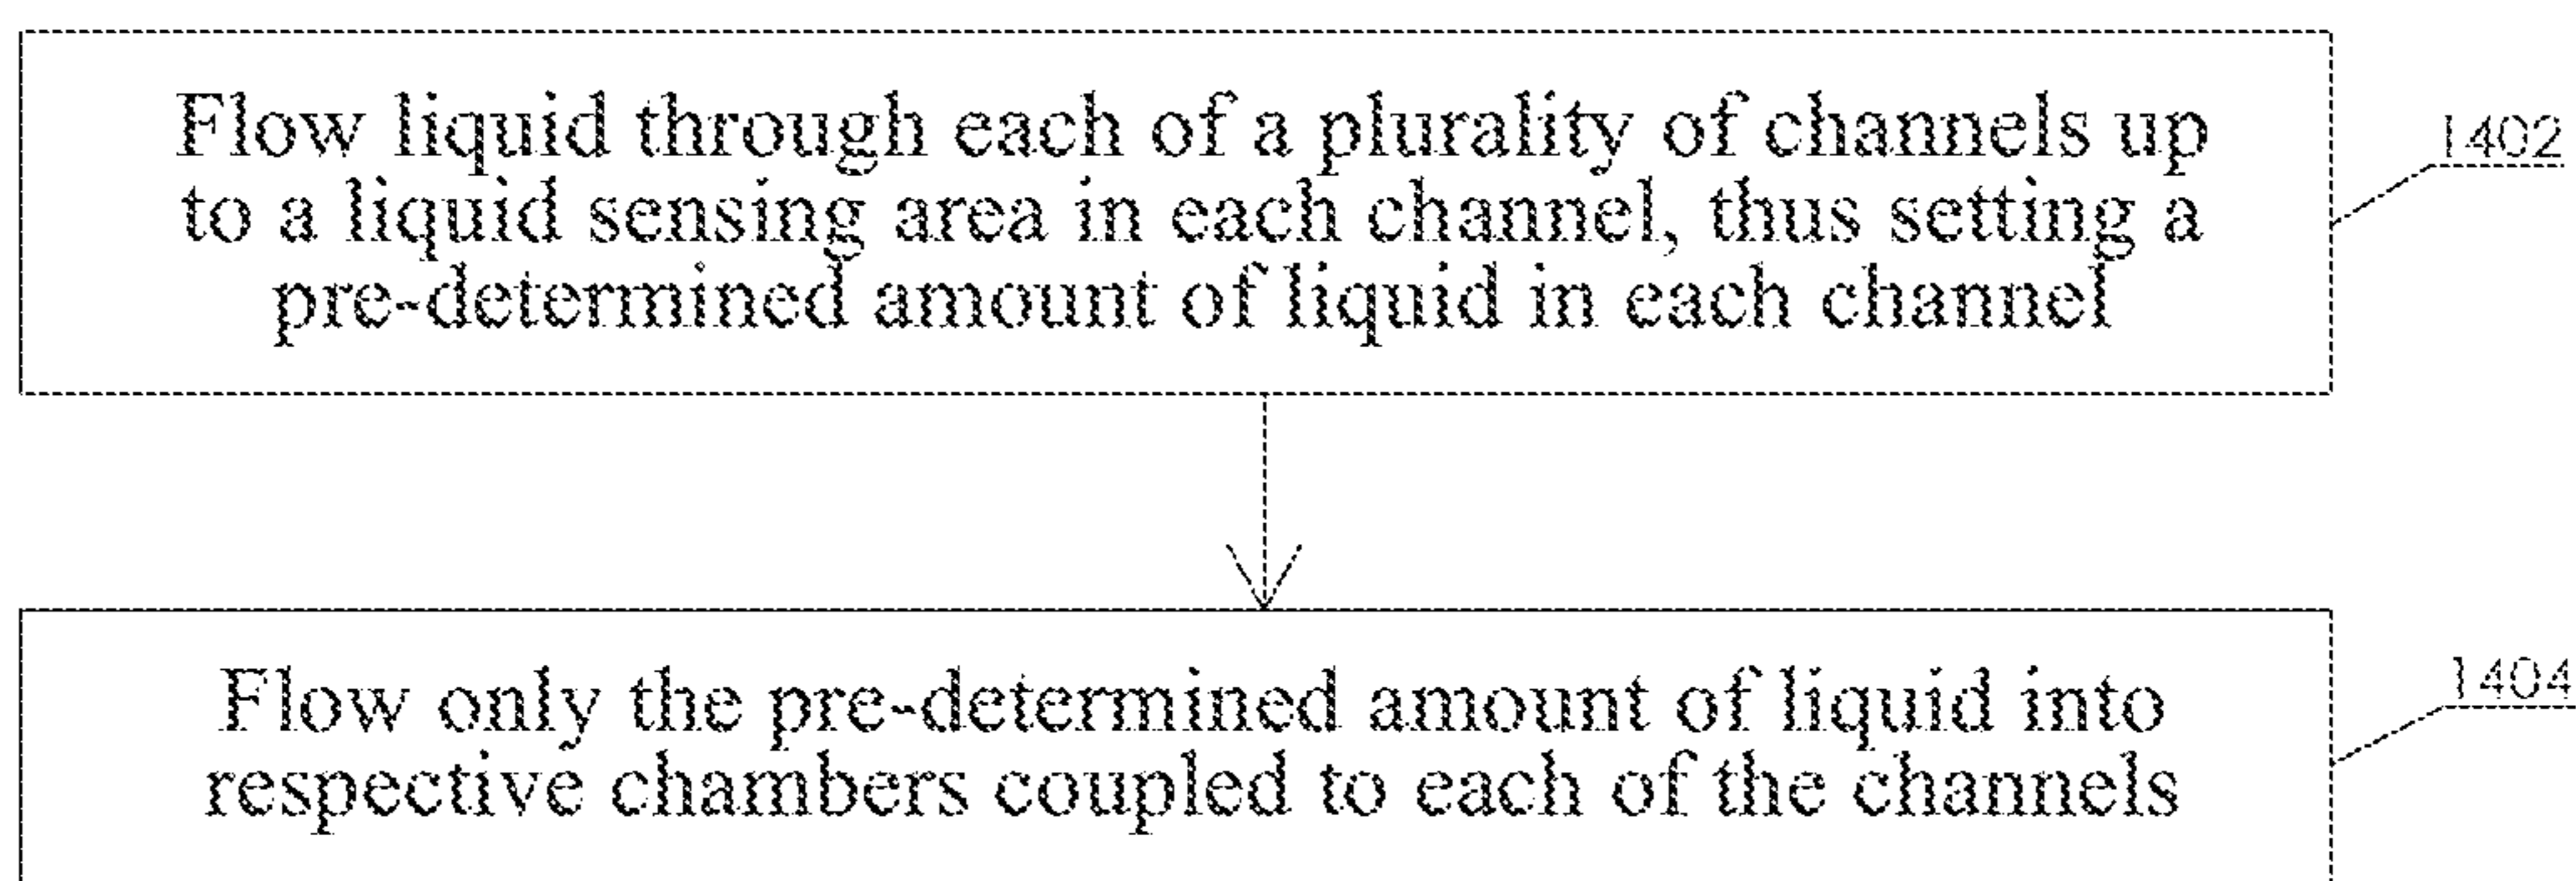 Flow liquid through each of a plurality of channels up
to a liquid sensing area in each channel, thus setting a
pre-determined amount of liquid in each channel
1402
Flow only the pre-determined amount of liquid into
respective chambers coupled to each of the channels
1404